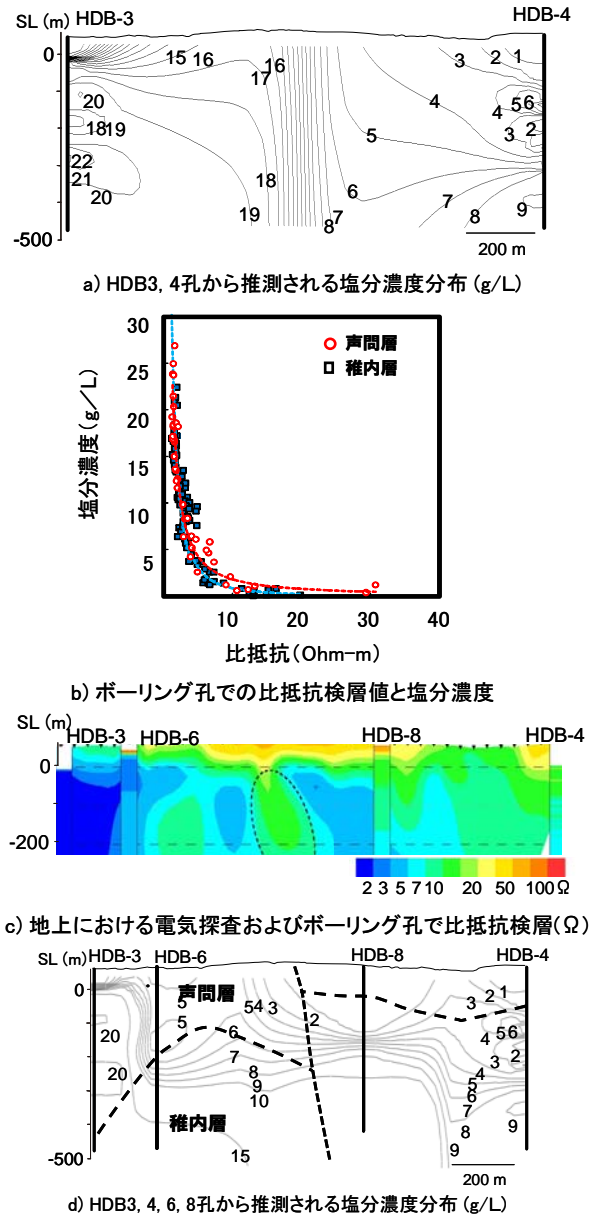 SL (m) HDB-3 HDB-4
0
-500
15 16 16 17 20 18 19 22 21 20 18 19
8 7 6 5 4 3 2 1
4 5 6 3 2 7 8 9
200 m
a) HDB3, 4孔から推測される塩分濃度分布 (g/L)
塩分濃度(g/L)
30
25
20
15
10
5
声問層
稚内層
10 20 30 40
比抵抗(Ohm-m)
b) ボーリング孔での比抵抗検層値と塩分濃度
SL (m)
HDB-3 HDB-6 HDB-8 HDB-4
0
-200
2 3 5 7 10 20 50 100 Ω
c) 地上における電気探査およびボーリング孔で比抵抗検層(Ω)
SL (m) HDB-3 HDB-6 HDB-8 HDB-4
0
-500
声問層
5 5 5 4 3 2 3 2 1
20 6 7 8 9 10 4 5 6 3 2
20 4 5 6 7 8 9 9
稚内層
15
200 m
d) HDB3, 4, 6, 8孔から推測される塩分濃度分布 (g/L)